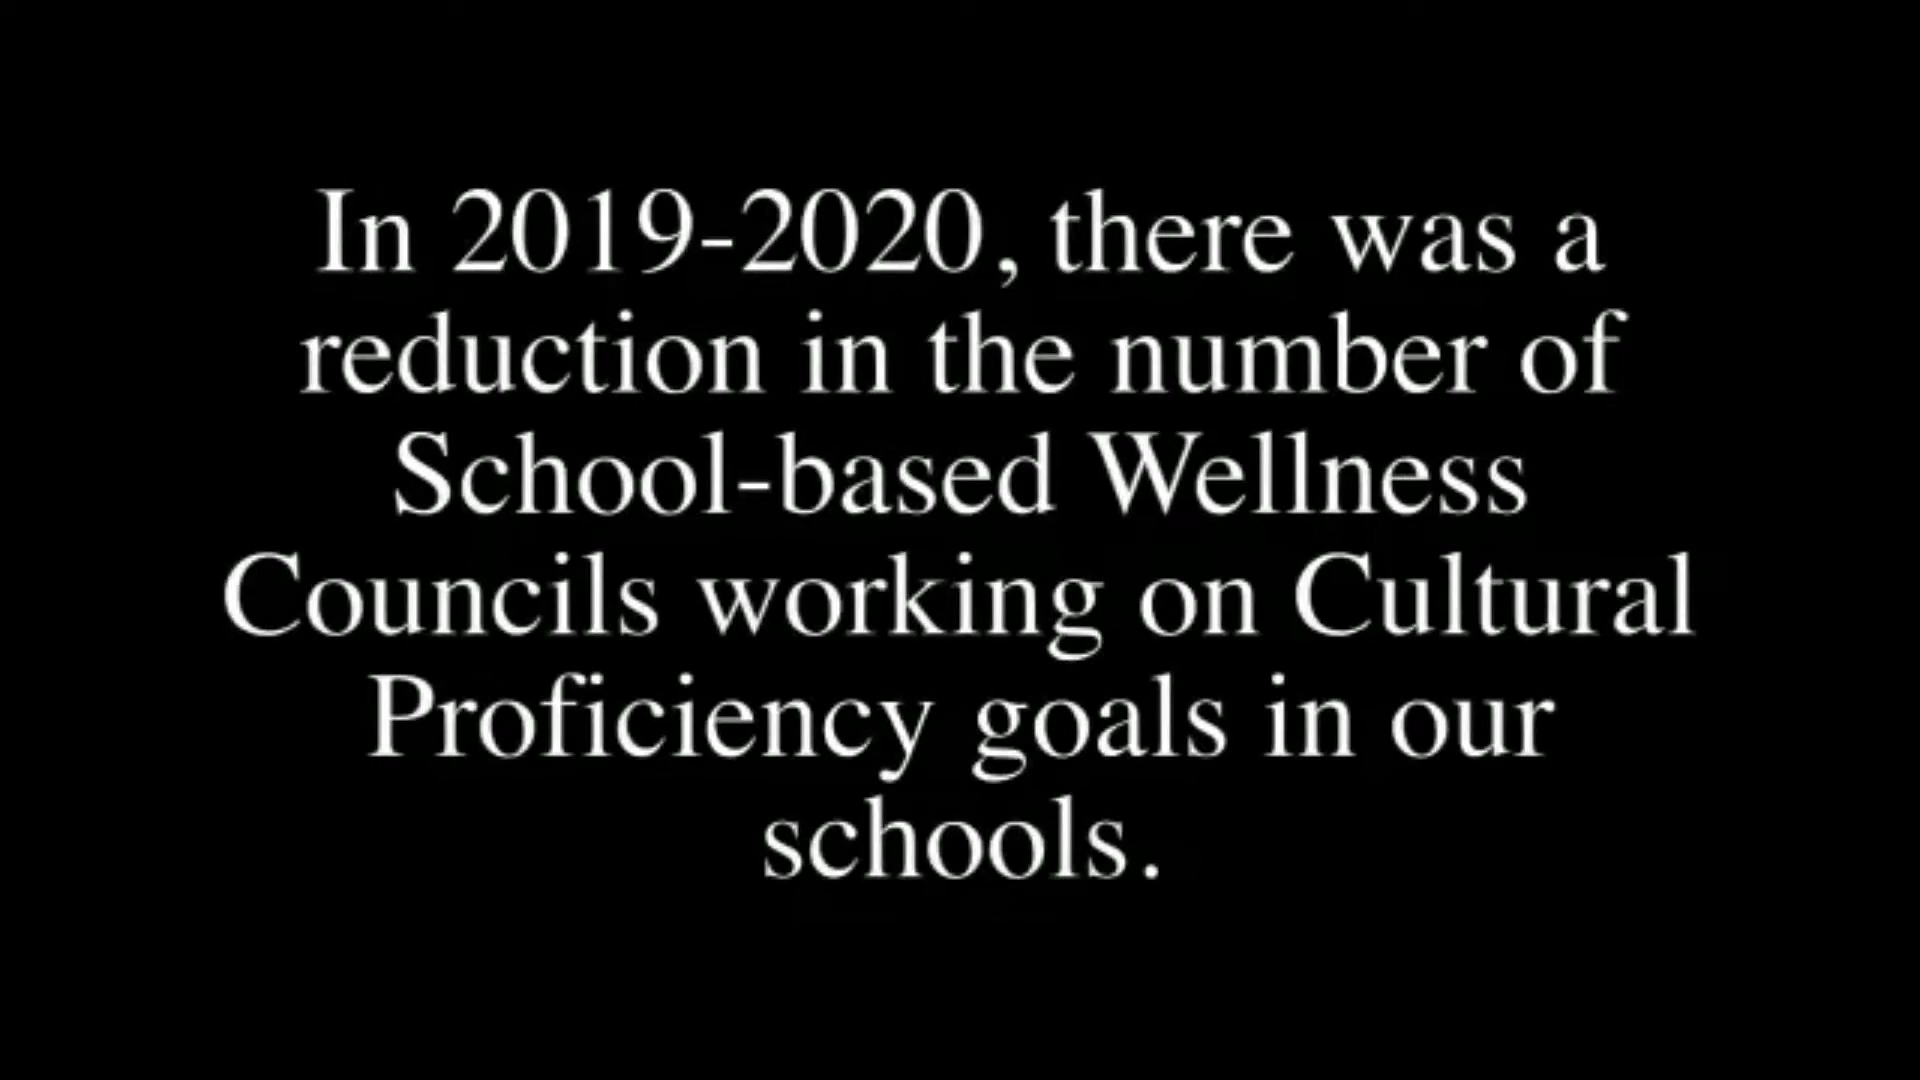 In 2019-2020, there was a
reduction in the number of
School-based Wellness
Councils working on Cultural
Proficiency goals in our
schools.